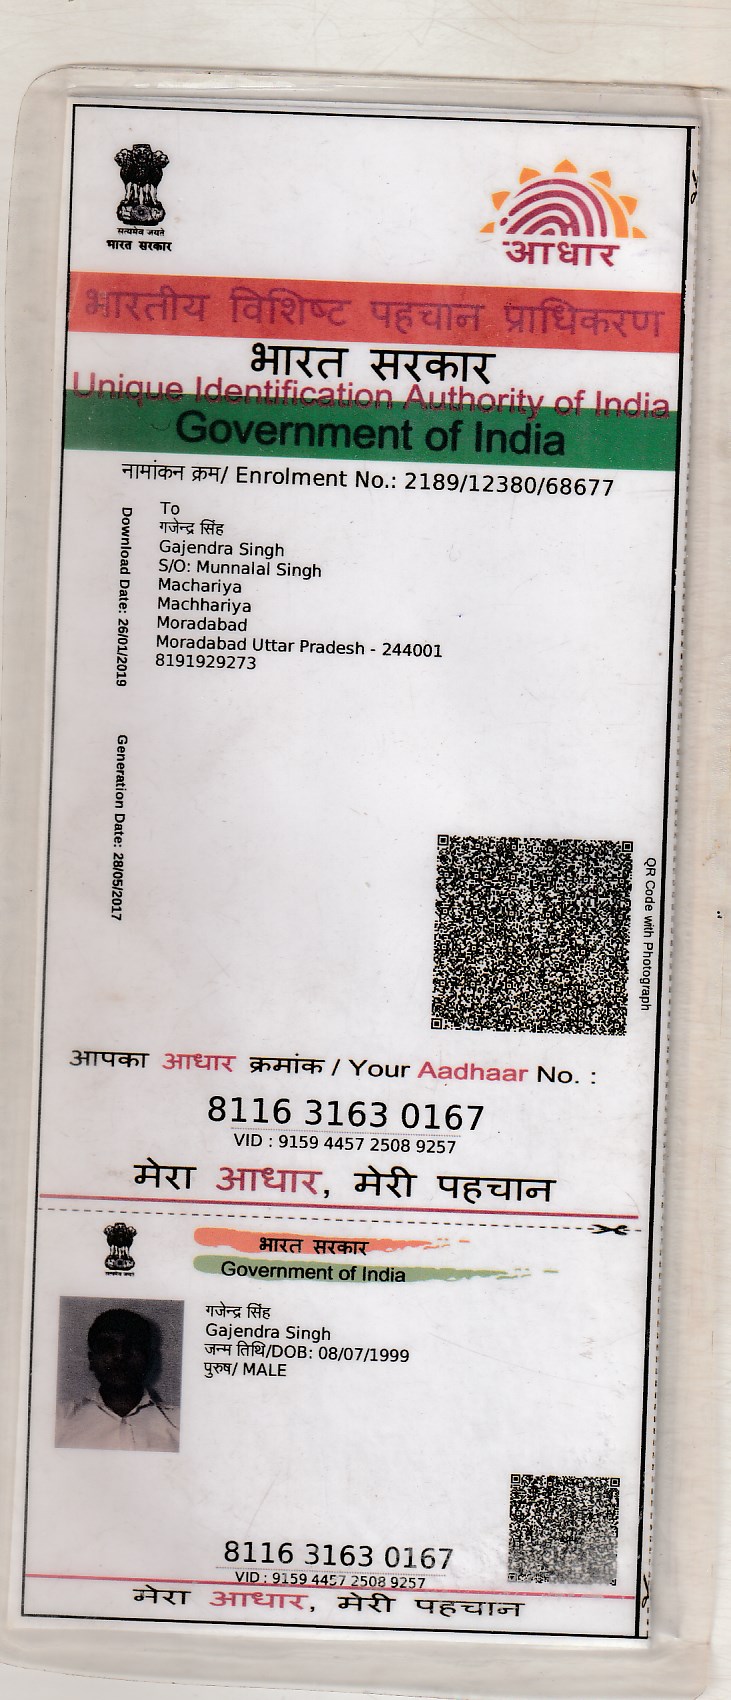 सत्यमेव जयते
भारत सरकार
आधार
भारतीय विशिष्ट पहचान प्राधिकरण
भारत सरकार
Unique Identification Authority of India
Government of India
नामांकन क्रम/ Enrolment No.: 2189/12380/68677
To
गजेन्द्र सिंह
Gajendra Singh
S/O: Munnalal Singh
Machariya
Machhariya
Moradabad
Moradabad Uttar Pradesh - 244001
8191929273
Download Date: 26/01/2019
Generation Date: 28/05/2017
QR Code with Photograph
आपका आधार क्रमांक / Your Aadhaar No. :
8116 3163 0167
VID : 9159 4457 2508 9257
मेरा आधार, मेरी पहचान
भारत सरकार
Government of India
गजेन्द्र सिंह
Gajendra Singh
जन्म तिथि/DOB: 08/07/1999
पुरुष/ MALE
8116 3163 0167
VID : 9159 4457 2508 9257
मेरा आधार, मेरी पहचान